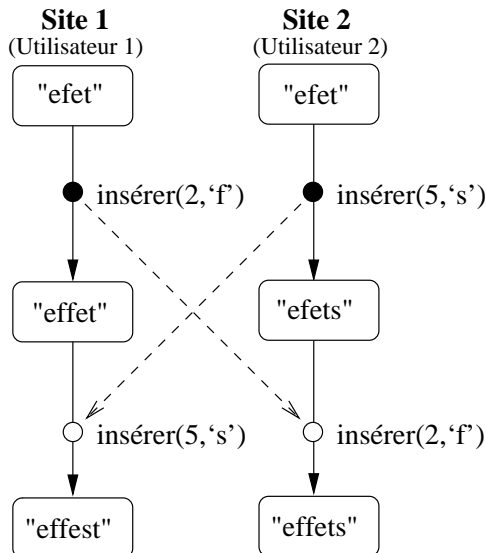 Site 1
(Utilisateur 1)
Site 2
(Utilisateur 2)
"efet"
"efet"
insérer(2,‘f’)
insérer(5,‘s’)
"effet"
"efets"
insérer(5,‘s’)
insérer(2,‘f’)
"effest"
"effets"